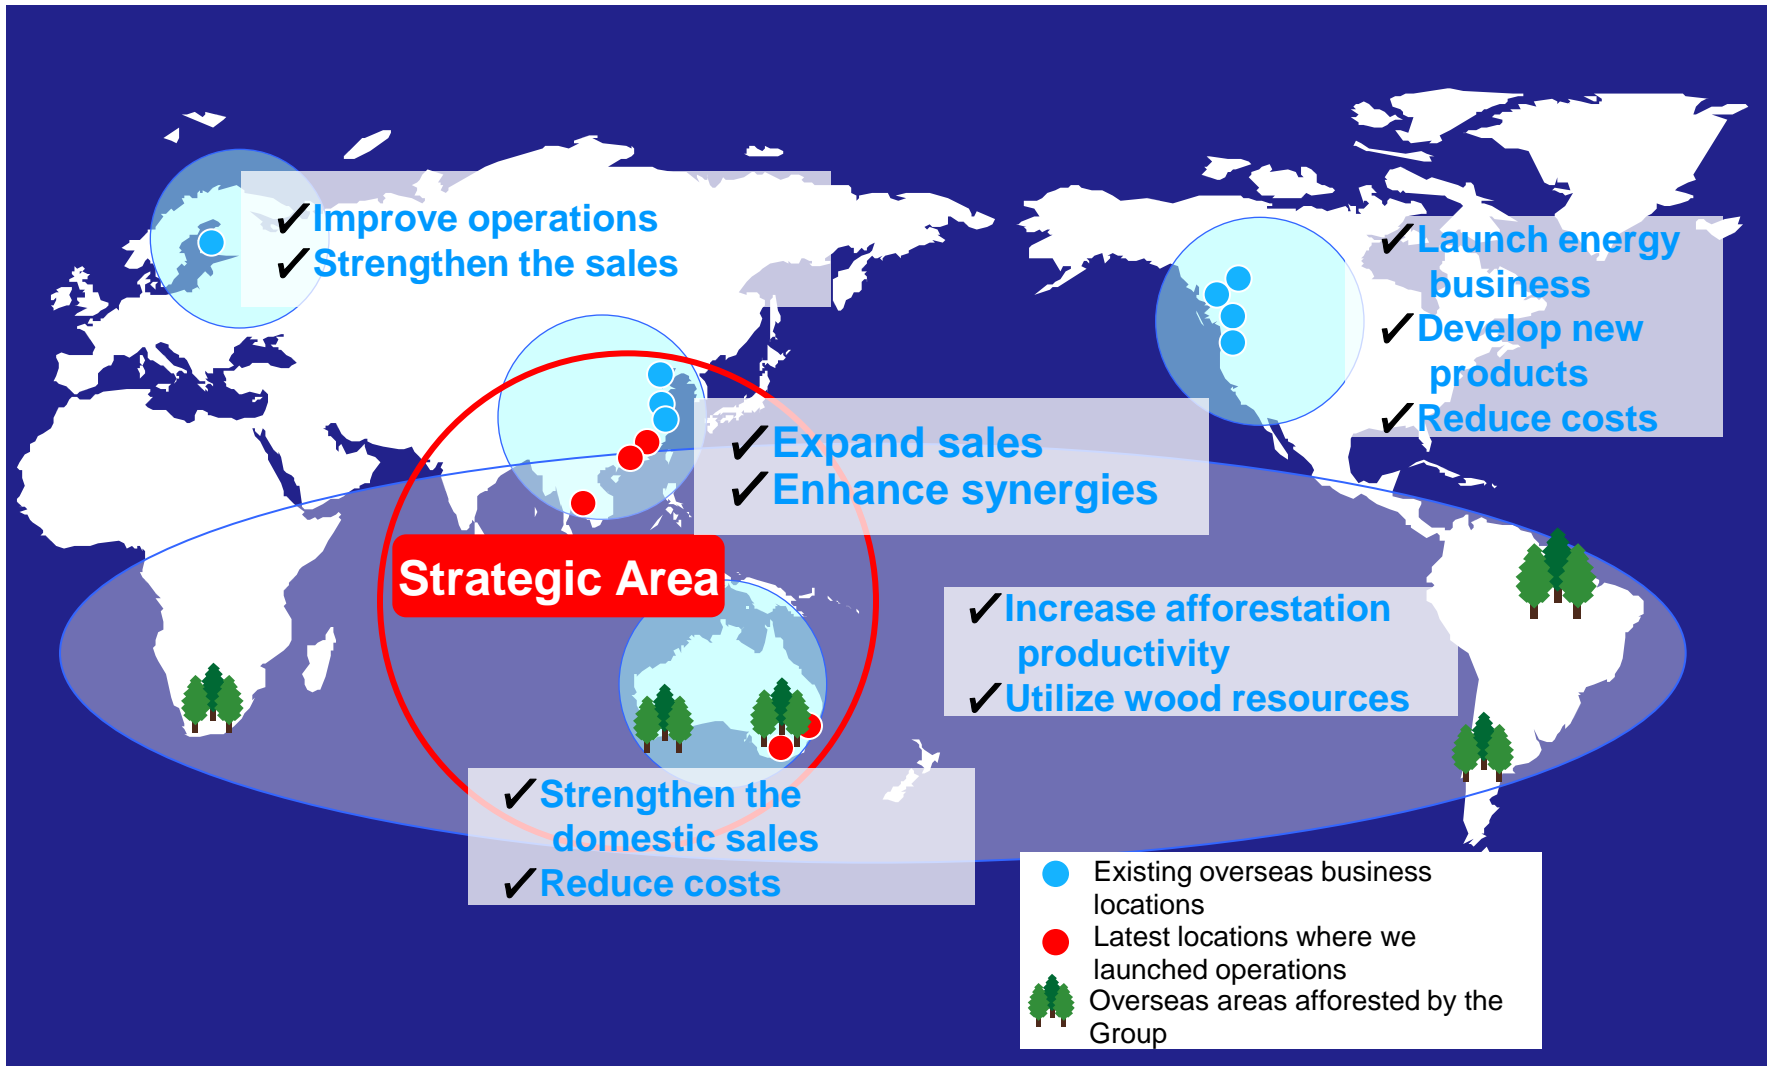 ✓Improve operations
✓Strengthen the sales
✓Launch energy
business
✓Develop new
products
✓Reduce costs
✓Expand sales
✓Enhance synergies
Strategic Area
✓Increase afforestation
productivity
✓Utilize wood resources
✓Strengthen the
domestic sales
✓Reduce costs
Existing overseas business
locations
Latest locations where we
launched operations
Overseas areas afforested by the
Group